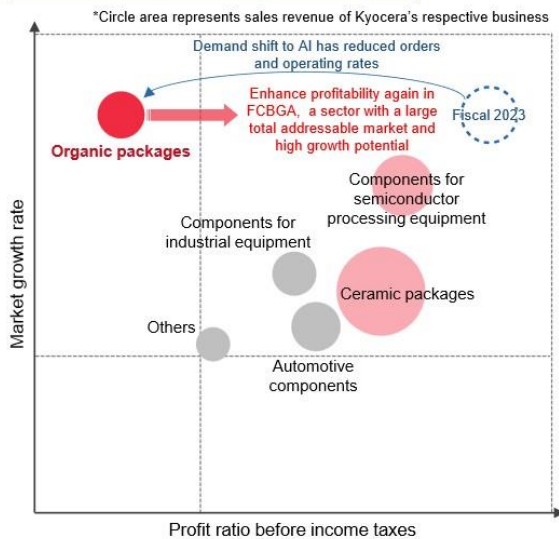 *Circle area represents sales revenue of Kyocera's respective business
Demand shift to AI has reduced orders
and operating rates
Enhance profitability again in
FCBGA, a sector with a large
total addressable market and
high growth potential
Fiscal 2023
Organic packages
Components for
semiconductor
processing equipment
Components for
industrial equipment
Ceramic packages
Others
Automotive
components
Market growth rate
Profit ratio before income taxes